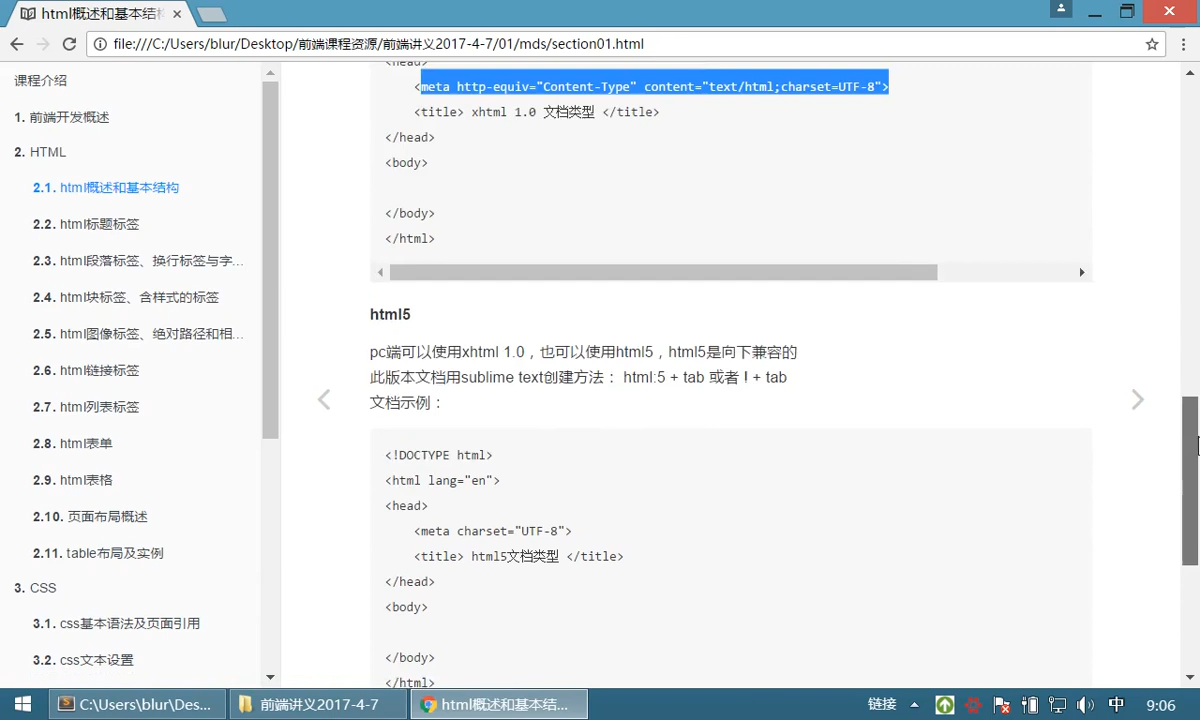 html概述和基本结构
file:///C:/Users/blur/Desktop/前端课程资源/前端讲义2017-4-7/01/mds/section01.html
课程介绍
1. 前端开发概述
2. HTML
2.1. html概述和基本结构
2.2. html标题标签
2.3. html段落标签、换行标签与字...
2.4. html块标签、含样式的标签
2.5. html图像标签、绝对路径和相...
2.6. html链接标签
2.7. html列表标签
2.8. html表单
2.9. html表格
2.10. 页面布局概述
2.11. table布局及实例
3. CSS
3.1. css基本语法及页面引用
3.2. css文本设置
<head>
<meta http-equiv="Content-Type" content="text/html;charset=UTF-8">
<title> xhtml 1.0 文档类型 </title>
</head>
<body>
</body>
</html>
html5
pc端可以使用xhtml 1.0，也可以使用html5，html5是向下兼容的
此版本文档用sublime text创建方法： html:5 + tab 或者 ! + tab
文档示例：
<!DOCTYPE html>
<html lang="en">
<head>
<meta charset="UTF-8">
<title> html5文档类型 </title>
</head>
<body>
</body>
</html>
C:\Users\blur\Des...
前端讲义2017-4-7
html概述和基本结...
链接
中
9:06